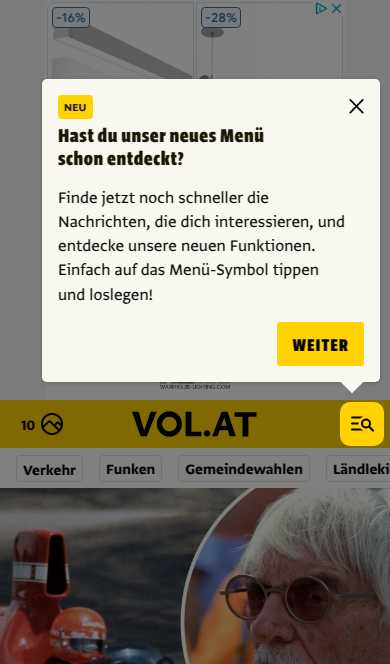 -16%
-28%
NEU
Hast du unser neues Menü
schon entdeckt?
Finde jetzt noch schneller die
Nachrichten, die dich interessieren, und
entdecke unsere neuen Funktionen.
Einfach auf das Menü-Symbol tippen
und loslegen!
WEITER
WAREHOUSE-LIGHTING.COM
10
VOL.AT
Verkehr
Funken
Gemeindewahlen
Ländleki